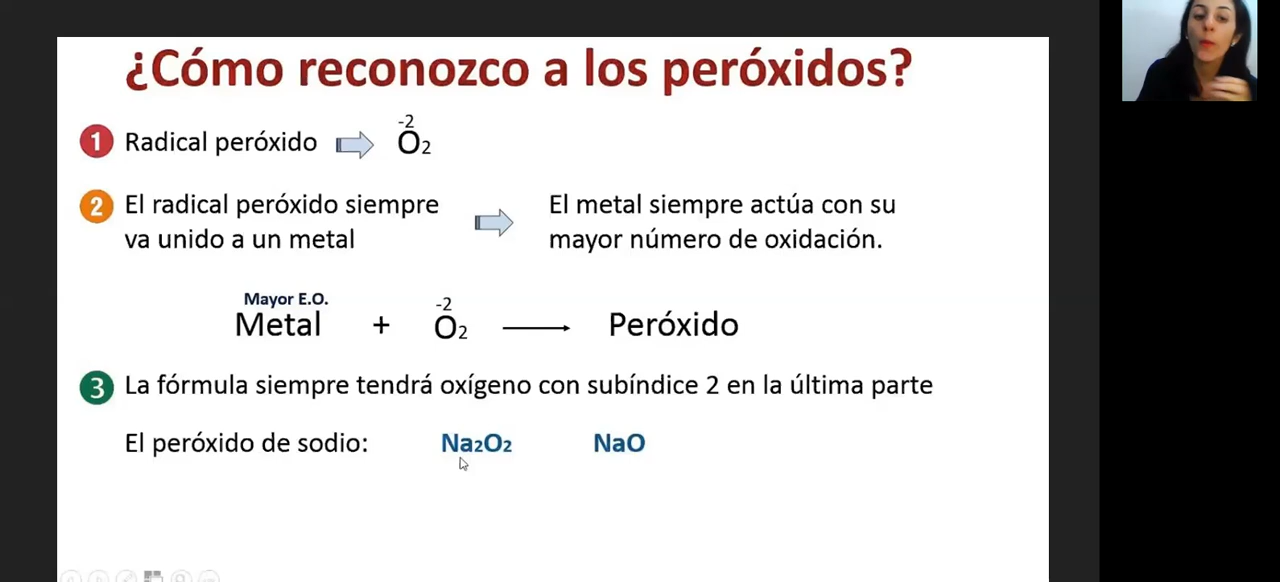 ¿Cómo reconozco a los peróxidos?
1 Radical peróxido -2
O2
2 El radical peróxido siempre
va unido a un metal
El metal siempre actúa con su
mayor número de oxidación.
Mayor E.O. -2
Metal + O2 Peróxido
3 La fórmula siempre tendrá oxígeno con subíndice 2 en la última parte
El peróxido de sodio: Na2O2 NaO